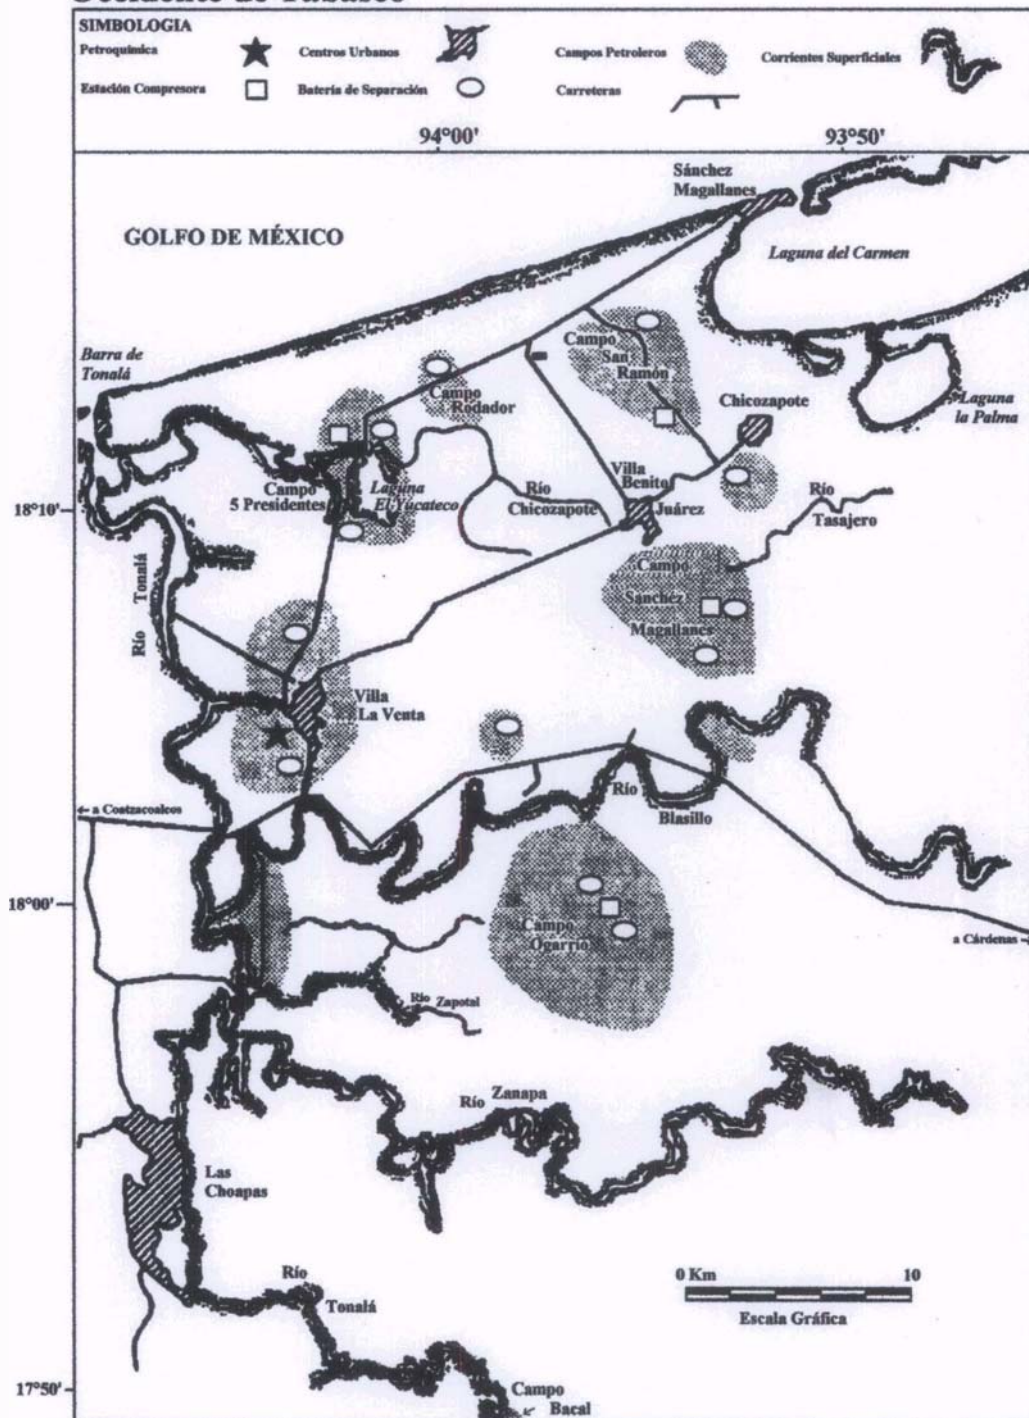 Occidente de Tabasco
SIMBOLOGIA
Petroquímica
Centros Urbanos
Campos Petroleros
Corrientes Superficiales
Estación Compresora
Batería de Separación
Carreteras
94°00'
93°50'
Sánchez
Magallanes
GOLFO DE MÉXICO
Laguna del Carmen
Barra de
Tonalá
Campo
San
Ramón
Campo
Rodador
Chicozapote
Laguna
la Palma
Campo
5 Presidentes
Laguna
El Yucateco
Río
Chicozapote
Villa
Benito
Juárez
Río
Tasajero
18°10'
Campo
Sanchez
Magallanes
Río Tonalá
Villa
La Venta
← a Coatzacoalcos
Río
Blasillo
18°00'
Campo
Ogarrio
a Cárdenas→
Río Zapotal
Río Zanapa
Las
Choapas
0 Km 10
Escala Gráfica
Río
Tonalá
17°50'
Campo
Bacal